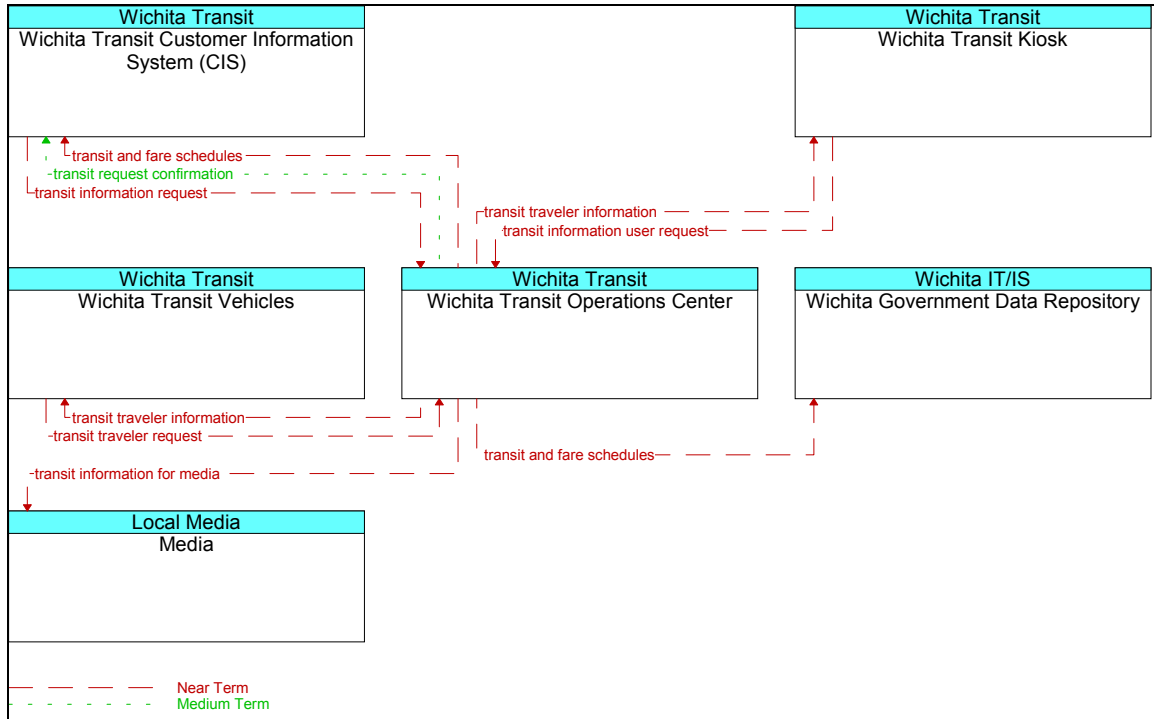 Wichita Transit
Wichita Transit Customer Information
System (CIS)
Wichita Transit
Wichita Transit Kiosk
transit and fare schedules
transit request confirmation
transit information request
transit traveler information
transit information user request
Wichita Transit
Wichita Transit Vehicles
Wichita Transit
Wichita Transit Operations Center
Wichita IT/IS
Wichita Government Data Repository
transit traveler information
transit traveler request
transit and fare schedules
transit information for media
Local Media
Media
Near Term
Medium Term